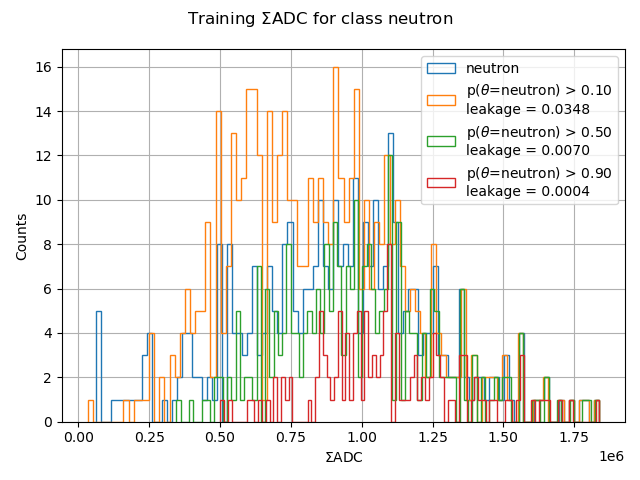 Training ΣADC for class neutron
neutron
p(θ=neutron) > 0.10
leakage = 0.0348
p(θ=neutron) > 0.50
leakage = 0.0070
p(θ=neutron) > 0.90
leakage = 0.0004
Counts
16
14
12
10
8
6
4
2
0
0.00 0.25 0.50 0.75 1.00 1.25 1.50 1.75
1e6
ΣADC